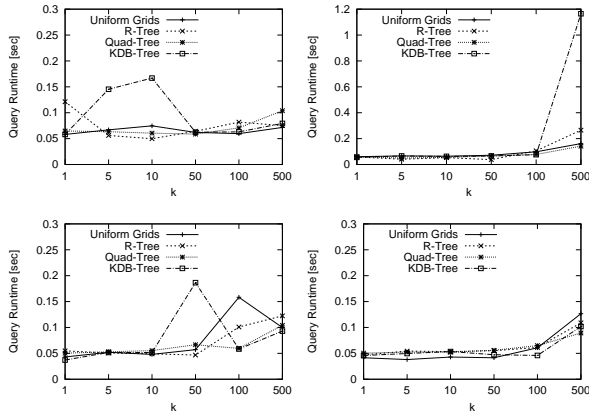 Query Runtime [sec]
0.3
0.25
0.2
0.15
0.1
0.05
0
Uniform Grids
R-Tree
Quad-Tree
KDB-Tree
1 5 10 50 100 500
k
Query Runtime [sec]
1.2
1
0.8
0.6
0.4
0.2
0
Uniform Grids
R-Tree
Quad-Tree
KDB-Tree
1 5 10 50 100 500
k
Query Runtime [sec]
0.3
0.25
0.2
0.15
0.1
0.05
0
Uniform Grids
R-Tree
Quad-Tree
KDB-Tree
1 5 10 50 100 500
k
Query Runtime [sec]
0.3
0.25
0.2
0.15
0.1
0.05
0
Uniform Grids
R-Tree
Quad-Tree
KDB-Tree
1 5 10 50 100 500
k